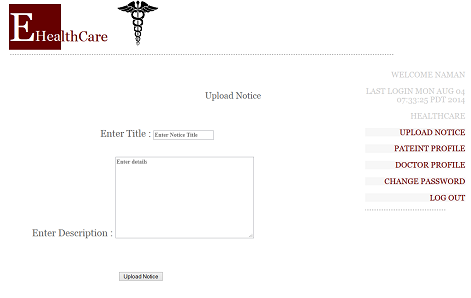 EHealthCare
WELCOME NAMAN
LAST LOGIN MON AUG 04
07:33:25 PDT 2014
HEALTHCARE
UPLOAD NOTICE
PATEINT PROFILE
DOCTOR PROFILE
CHANGE PASSWORD
LOG OUT
Upload Notice
Enter Title : Enter Notice Title
Enter details
Enter Description :
Upload Notice